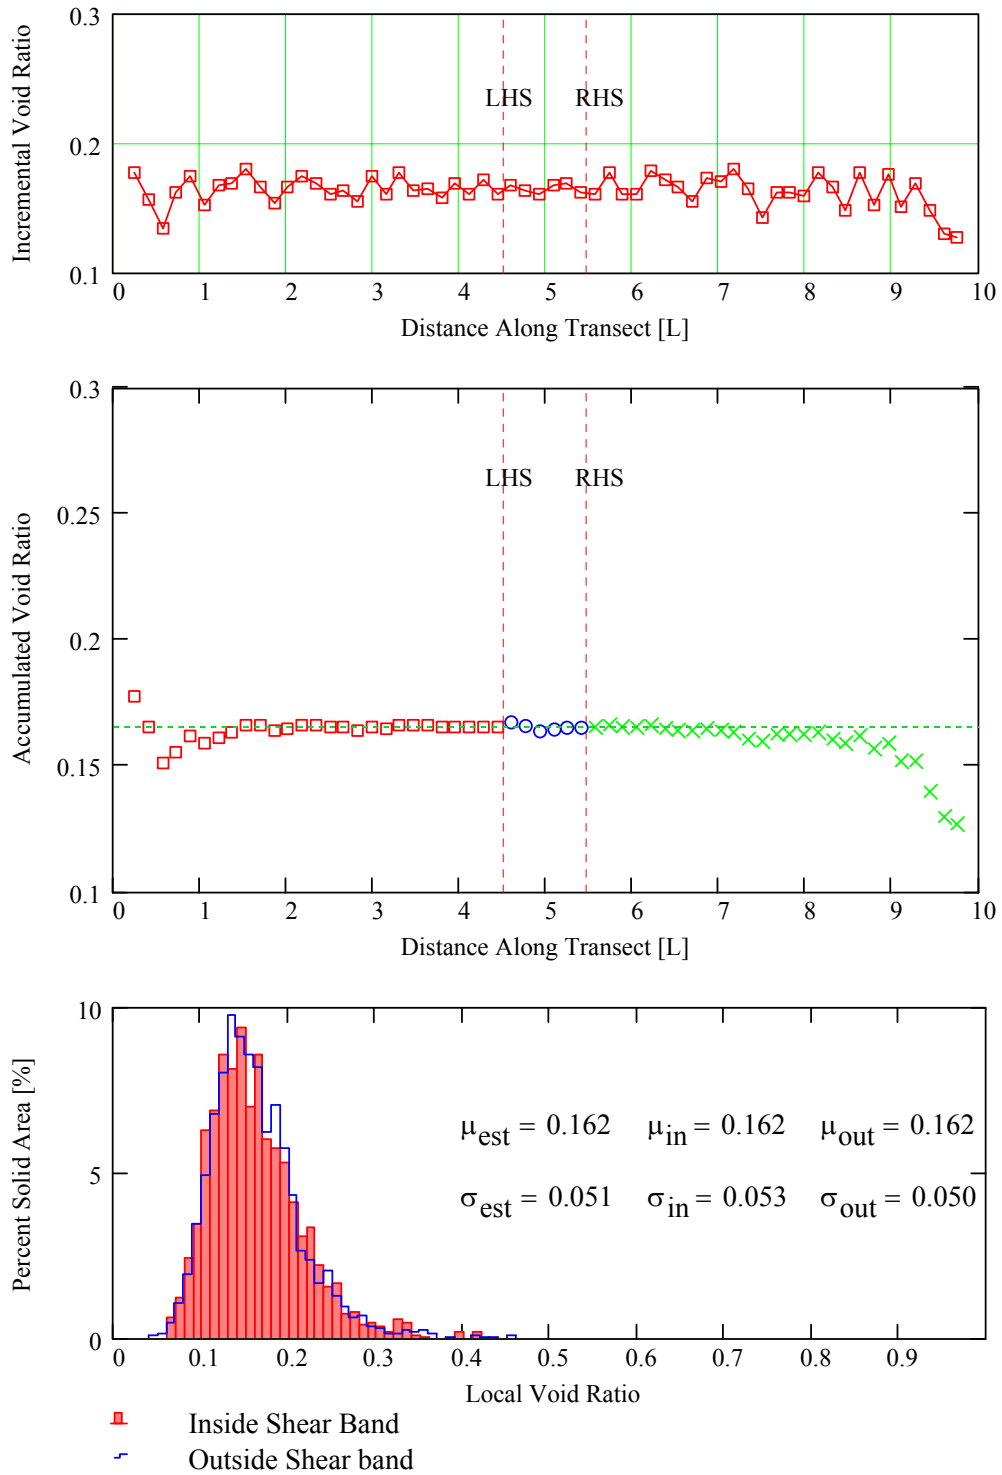 Incremental Void Ratio
0.3
0.2
0.1
LHS RHS
0 1 2 3 4 5 6 7 8 9 10
Distance Along Transect [L]
Accumulated Void Ratio
0.3
0.25
0.2
0.15
0.1
LHS RHS
0 1 2 3 4 5 6 7 8 9 10
Distance Along Transect [L]
Percent Solid Area [%]
10
5
0
μest = 0.162 μin = 0.162 μout = 0.162
σest = 0.051 σin = 0.053 σout = 0.050
0 0.1 0.2 0.3 0.4 0.5 0.6 0.7 0.8 0.9
Local Void Ratio
Inside Shear Band
Outside Shear band